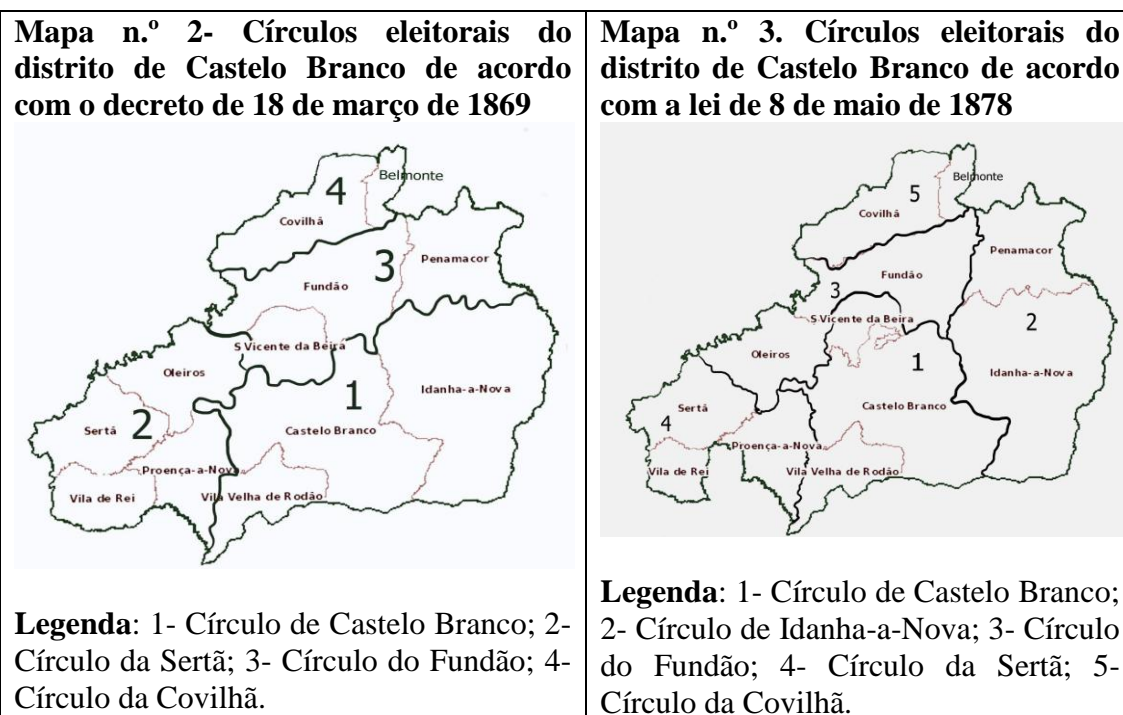 Mapa n.º 2- Círculos eleitorais do
distrito de Castelo Branco de acordo
com o decreto de 18 de março de 1869
Belmonte
4
Covilhã
3
Penamacor
Fundão
S Vicente da Beira
Oleiros
1
Idanha-a-Nova
Sertã
2
Castelo Branco
Proença-a-Nova
Vila de Rei
Vila Velha de Rodão
Legenda: 1- Círculo de Castelo Branco; 2-
Círculo da Sertã; 3- Círculo do Fundão; 4-
Círculo da Covilhã.
Mapa n.º 3. Círculos eleitorais do
distrito de Castelo Branco de acordo
com a lei de 8 de maio de 1878
Belmonte
5
Covilhã
Penamacor
Fundão
3
S Vicente da Beira
2
Oleiros
1
Idanha-a-Nova
Sertã
4
Castelo Branco
Proença-a-Nova
Vila de Rei
Vila Velha de Rodão
Legenda: 1- Círculo de Castelo Branco;
2- Círculo de Idanha-a-Nova; 3- Círculo
do Fundão; 4- Círculo da Sertã; 5-
Círculo da Covilhã.